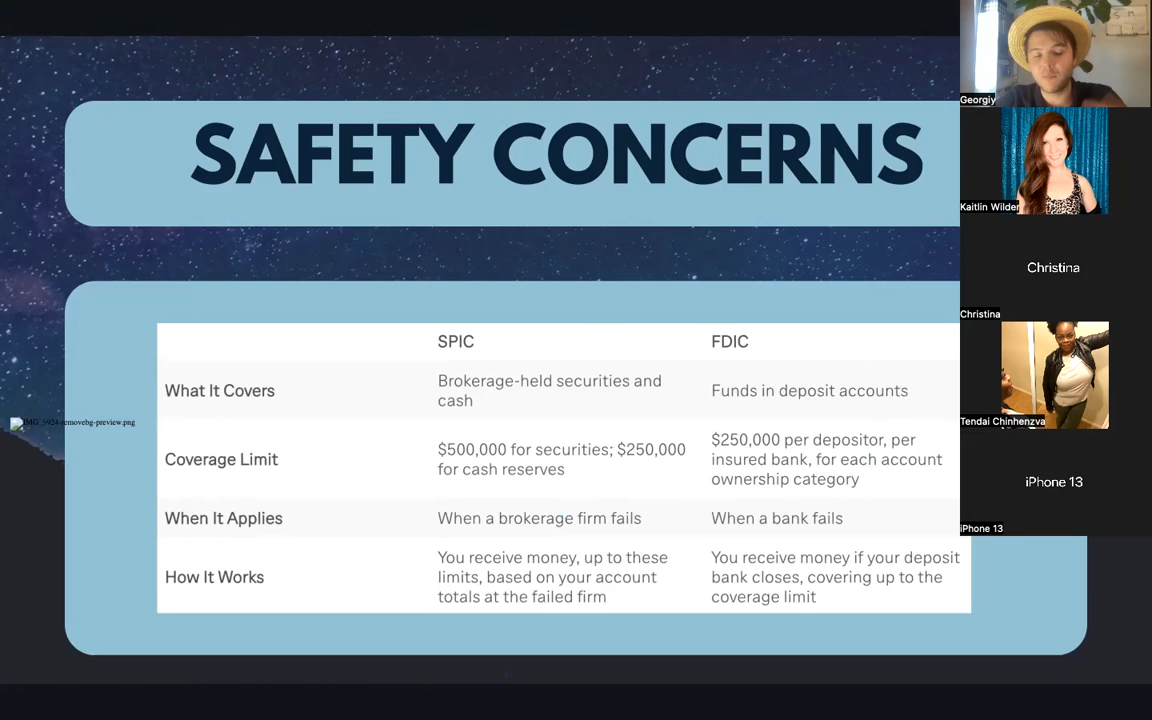 SAFETY CONCERNS
SPIC FDIC
What It Covers
Brokerage-held securities and
cash
Funds in deposit accounts
Coverage Limit
$500,000 for securities; $250,000
for cash reserves
$250,000 per depositor, per
insured bank, for each account
ownership category
When It Applies
When a brokerage firm fails
When a bank fails
How It Works
You receive money, up to these
limits, based on your account
totals at the failed firm
You receive money if your deposit
bank closes, covering up to the
coverage limit
IMG_5924-removebg-preview.png
Georgiy
Kaitlin Wilder
Christina
Christina
Tendai Chinhenzva
iPhone 13
iPhone 13